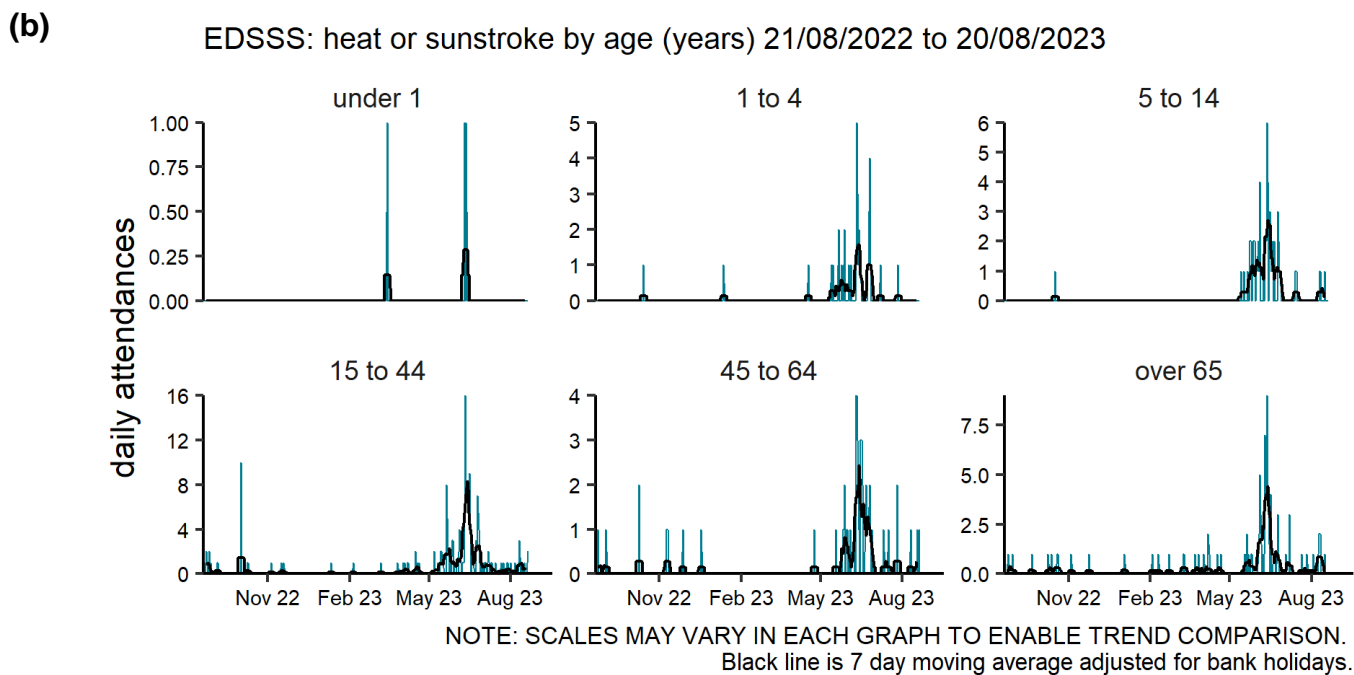 (b)
EDSSS: heat or sunstroke by age (years) 21/08/2022 to 20/08/2023
daily attendances
under 1
1.00
0.75
0.50
0.25
0.00
1 to 4
5
4
3
2
1
0
5 to 14
6
5
4
3
2
1
0
15 to 44
16
12
8
4
0
Nov 22 Feb 23 May 23 Aug 23
45 to 64
4
3
2
1
0
Nov 22 Feb 23 May 23 Aug 23
over 65
7.5
5.0
2.5
0.0
Nov 22 Feb 23 May 23 Aug 23
NOTE: SCALES MAY VARY IN EACH GRAPH TO ENABLE TREND COMPARISON.
Black line is 7 day moving average adjusted for bank holidays.